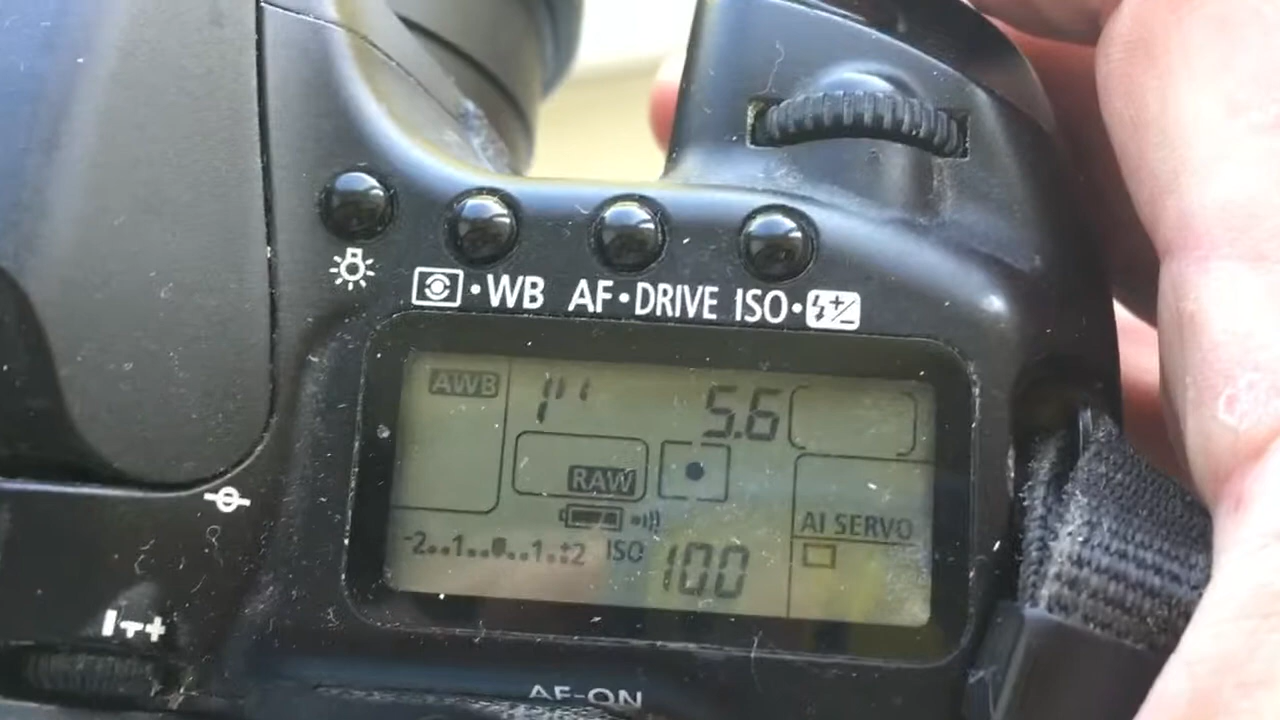 WB AF•DRIVE ISO•
AWB 1" 5.6
RAW
AI SERVO
-2..1..0..1.+2 ISO 100
AF-ON